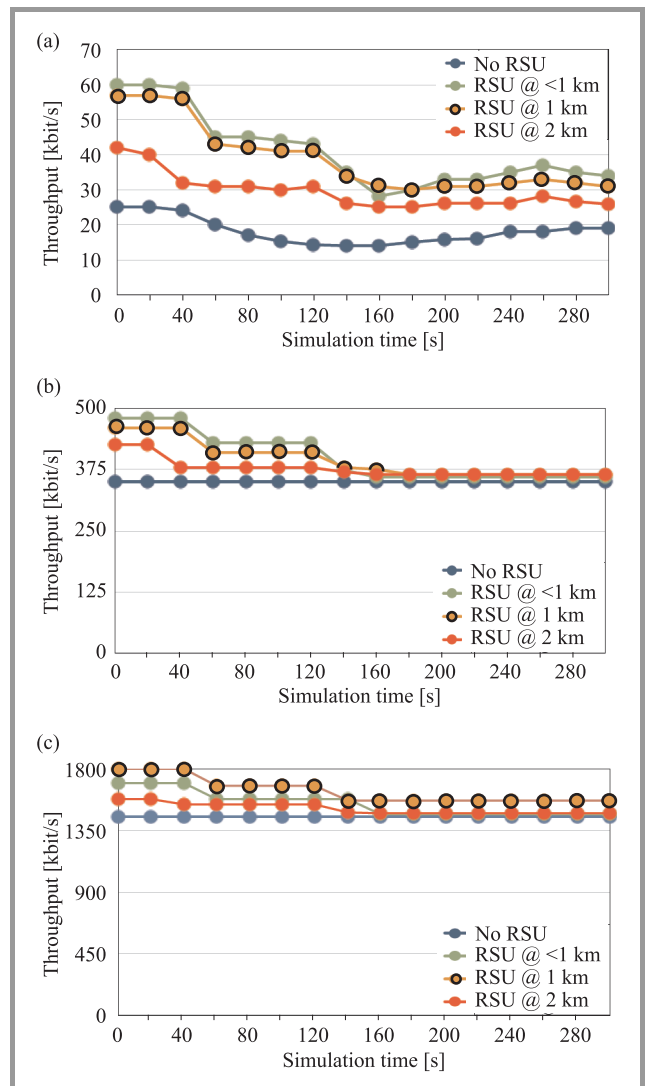 (a)
70
60
50
40
30
20
10
0
Throughput [kbit/s]
No RSU
RSU @ <1 km
RSU @ 1 km
RSU @ 2 km
0 40 80 120 160 200 240 280
Simulation time [s]
(b)
500
375
250
125
0
Throughput [kbit/s]
No RSU
RSU @ <1 km
RSU @ 1 km
RSU @ 2 km
0 40 80 120 160 200 240 280
Simulation time [s]
(c)
1800
1350
900
450
0
Throughput [kbit/s]
No RSU
RSU @ <1 km
RSU @ 1 km
RSU @ 2 km
0 40 80 120 160 200 240 280
Simulation time [s]